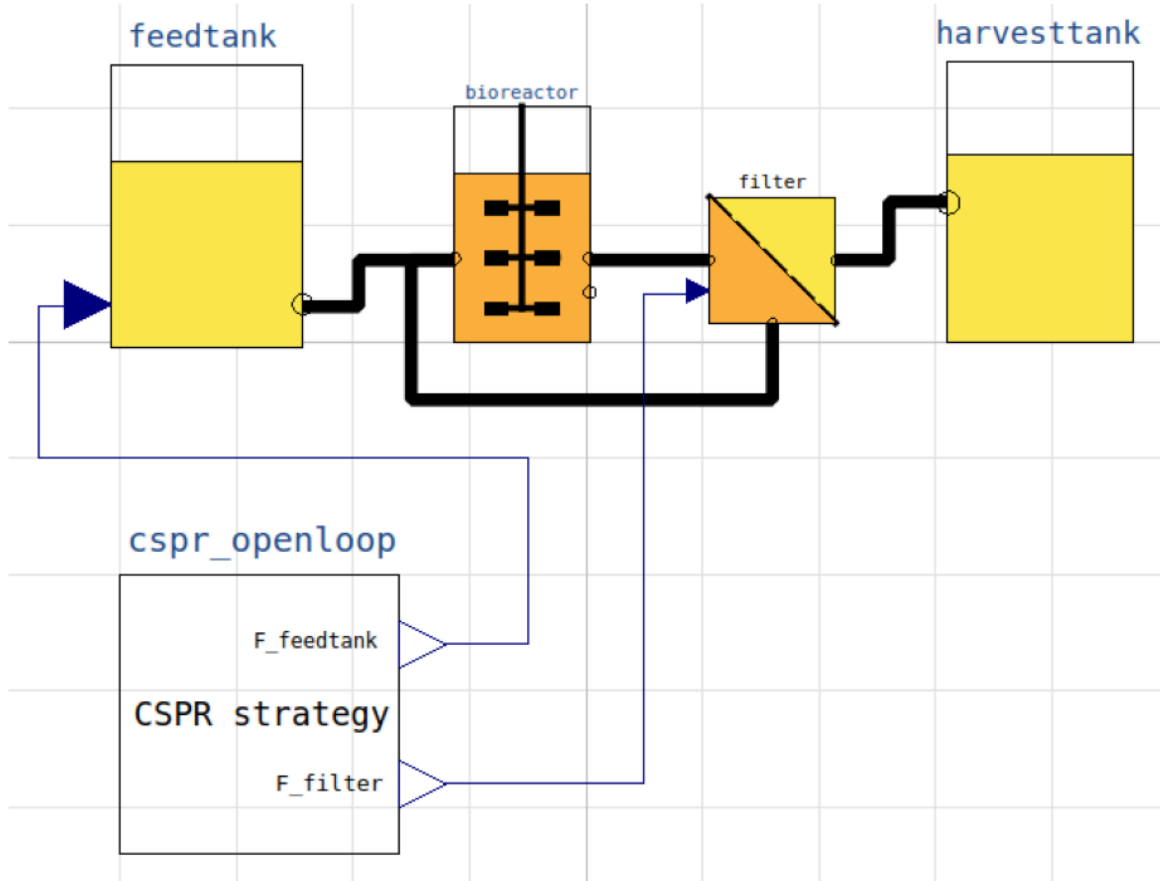 feedtank
harvesttank
bioreactor
filter
cspr_openloop
F_feedtank
CSPR strategy
F_filter